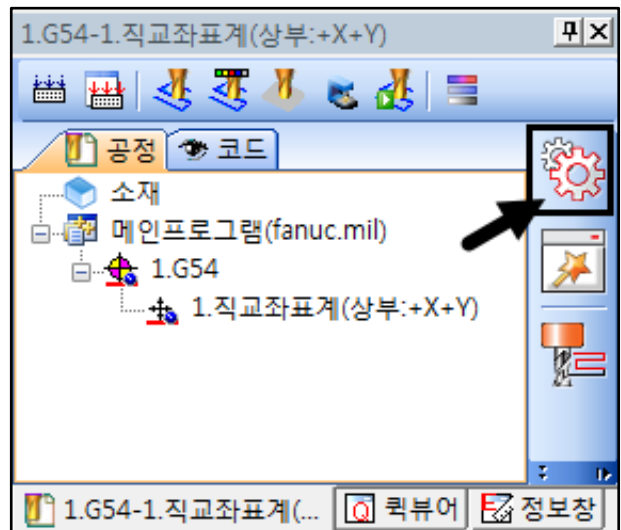 1.G54-1.직교좌표계(상부:+X+Y)
공정 코드
소재
메인프로그램(fanuc.mil)
1.G54
1.직교좌표계(상부:+X+Y)
1.G54-1.직교좌표계(... 퀵뷰어 정보창